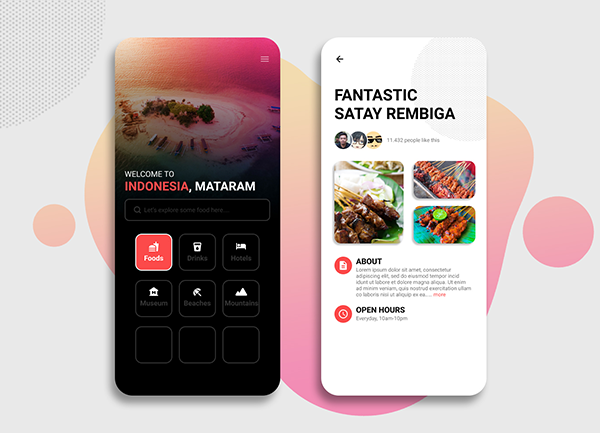 WELCOME TO
INDONESIA, MATARAM
Let's explore some food here ...
Foods
Drinks
Hotels
Museum
Beaches
Mountains
FANTASTIC
SATAY REMBIGA
11.432 people like this
ABOUT
Lorem ipsum dolor sit amet, consectetur
adipiscing elit, sed do eiusmod tempor incidi
dunt ut labore et dolore magna aliqua. Ut enim
ad minim veniam, quis nostrud exercitation ullamco
co laboris nisi ut aliquip ex ea..... more
OPEN HOURS
Everyday, 10am-10pm